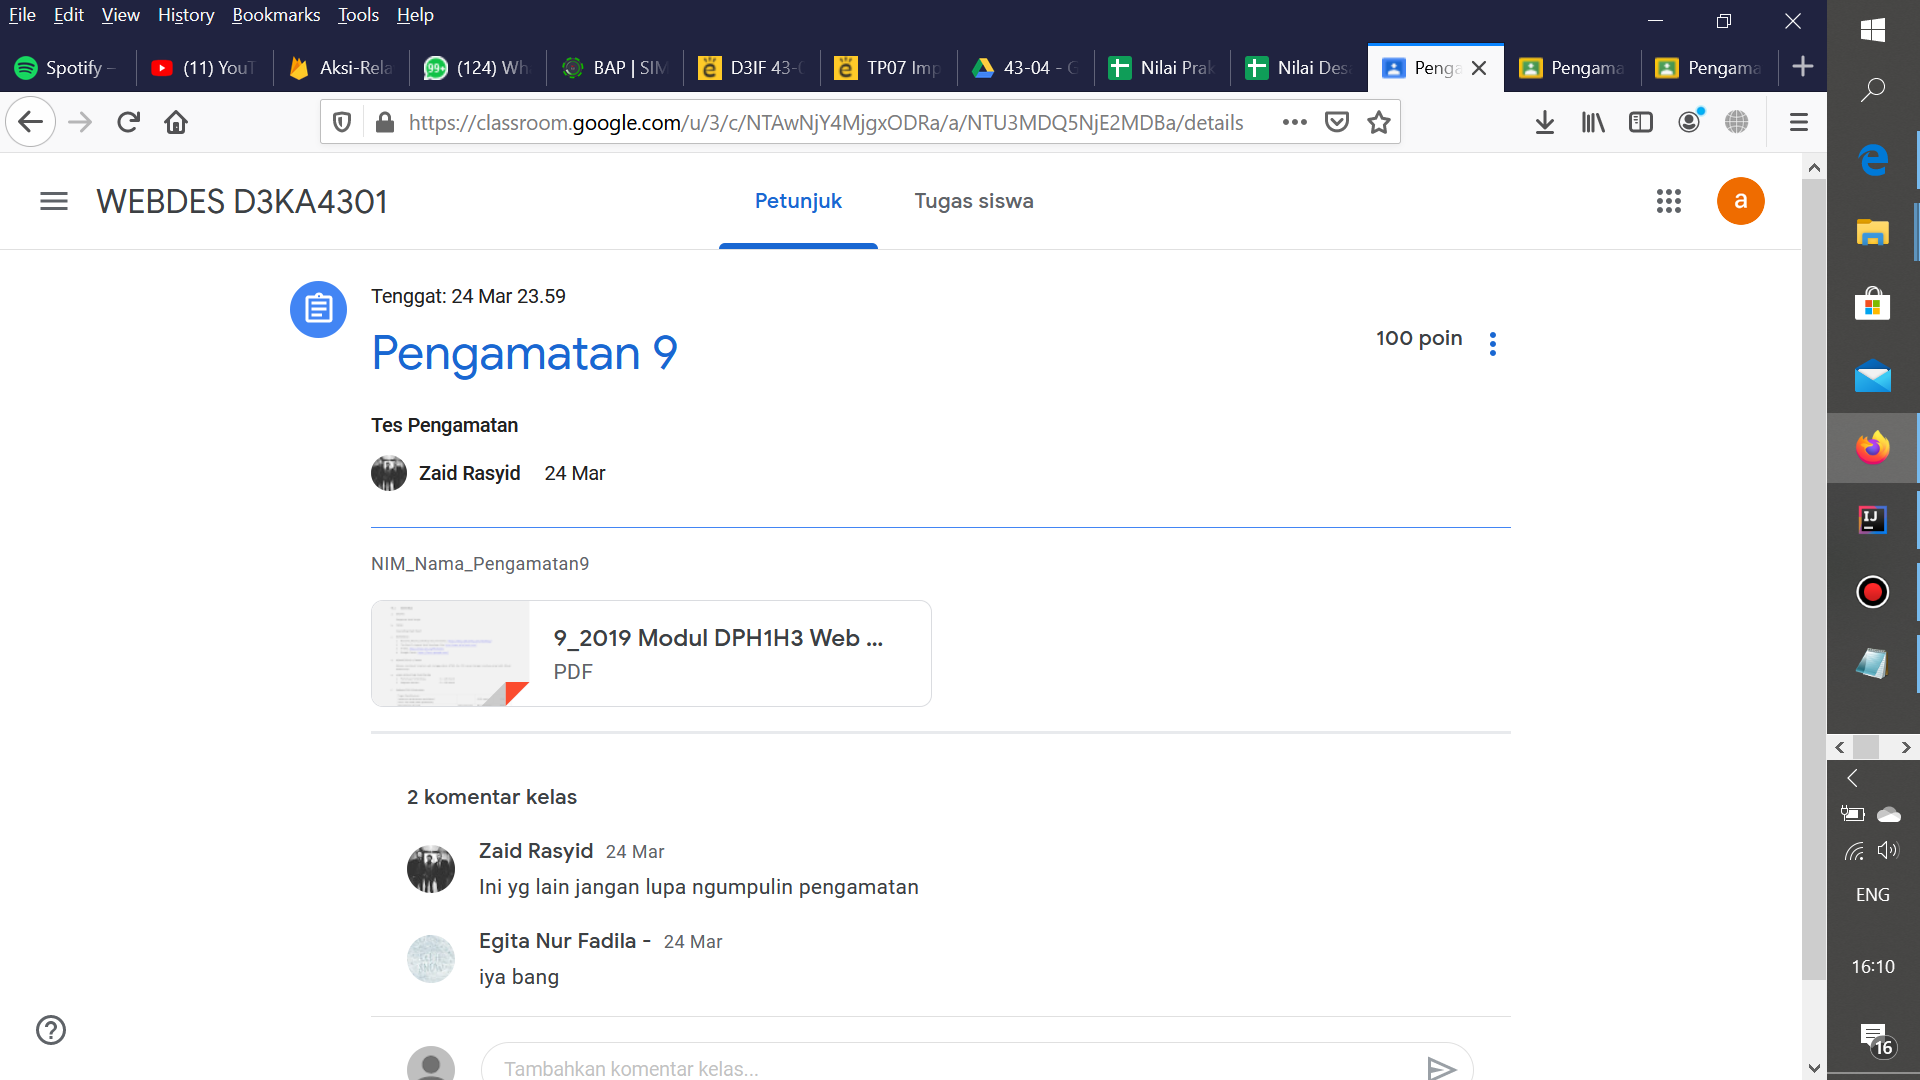 File Edit View History Bookmarks Tools Help
Spotify –
(11) YouT
Aksi-Rela
(124) Wh
BAP | SIM
D3IF 43-0
TP07 Imp
43-04 - G
Nilai Prak
Nilai Des
Penga
Pengama
Pengama
https://classroom.google.com/u/3/c/NTAwNjY4MjgxODRa/a/NTU3MDQ5NjE2MDBa/details
WEBDES D3KA4301
Petunjuk
Tugas siswa
a
Tenggat: 24 Mar 23.59
Pengamatan 9
100 poin
Tes Pengamatan
Zaid Rasyid 24 Mar
NIM_Nama_Pengamatan9
9_2019 Modul DPH1H3 Web ...
PDF
2 komentar kelas
Zaid Rasyid 24 Mar
Ini yg lain jangan lupa ngumpulin pengamatan
Egita Nur Fadila - 24 Mar
iya bang
Tambahkan komentar kelas...
IJ
ENG
16:10
16